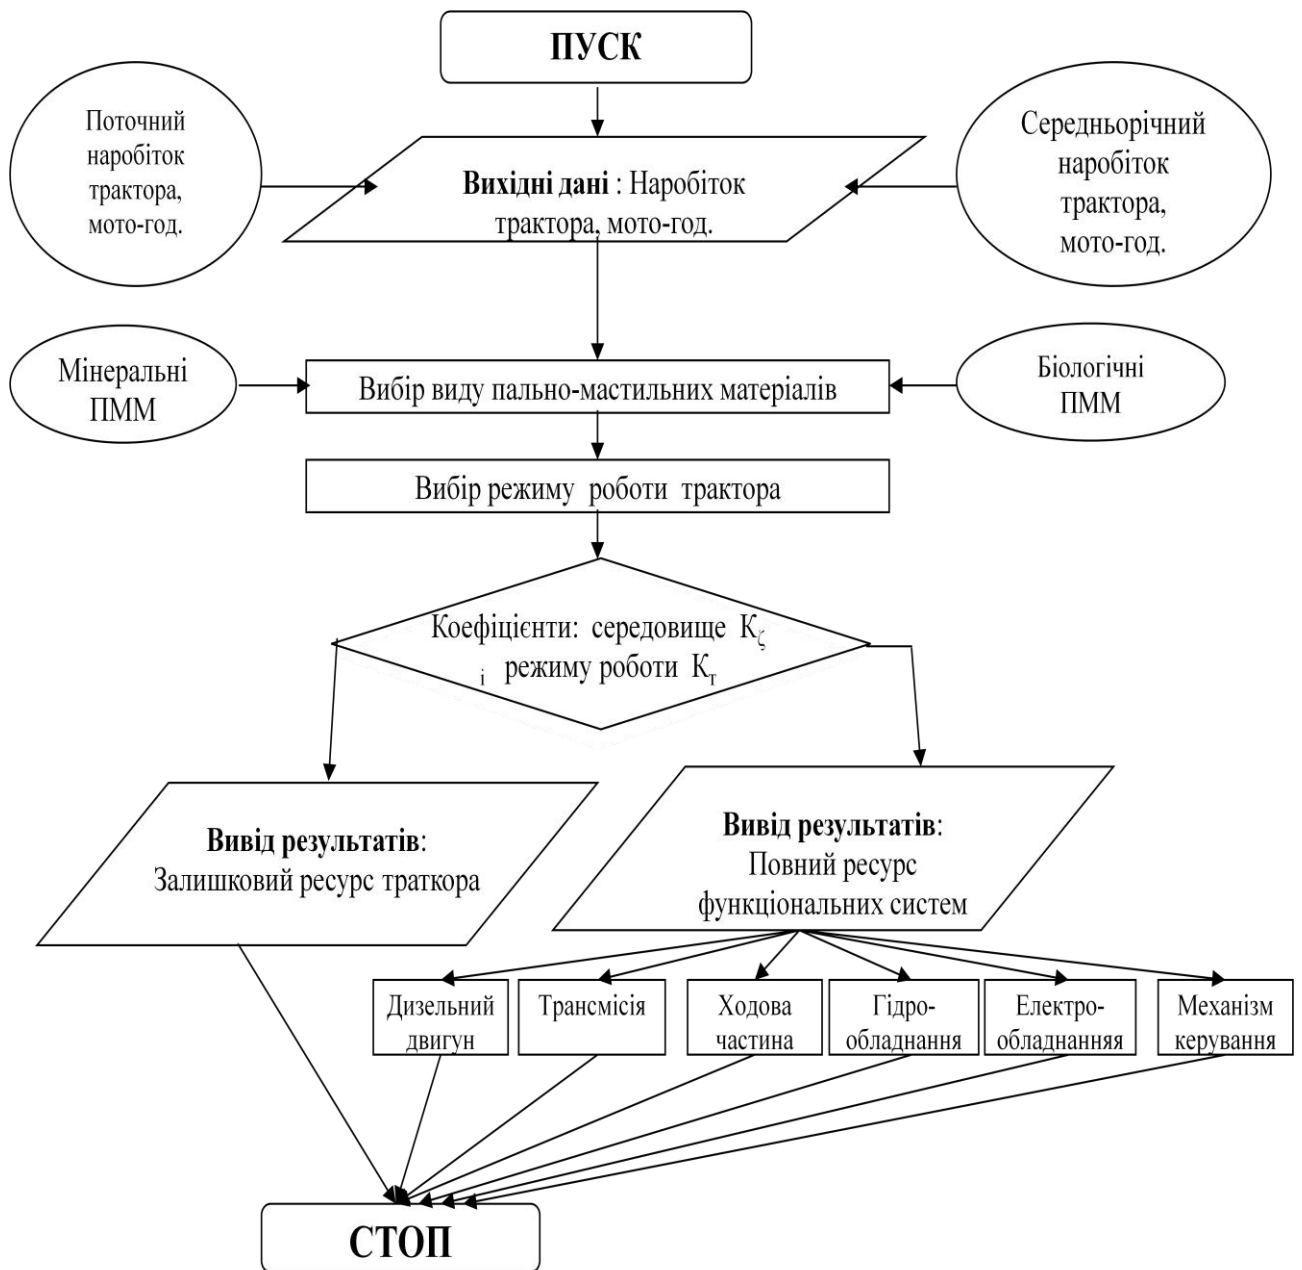 ПУСК
Поточний
наробіток
трактора,
мото-год.
Вихідні дані : Наробіток
трактора, мото-год.
Середньорічний
наробіток
трактора,
мото-год.
Мінеральні
ПММ
Вибір виду пально-мастильних матеріалів
Біологічні
ПММ
Вибір режиму роботи трактора
Коефіцієнти: середовище Kζ
і режиму роботи Kт
Вивід результатів:
Залишковий ресурс траткора
Вивід результатів:
Повний ресурс
функціональних систем
Дизельний
двигун
Трансмісія
Ходова
частина
Гідро-
обладнання
Електро-
обладнанняя
Механізм
керування
СТОП